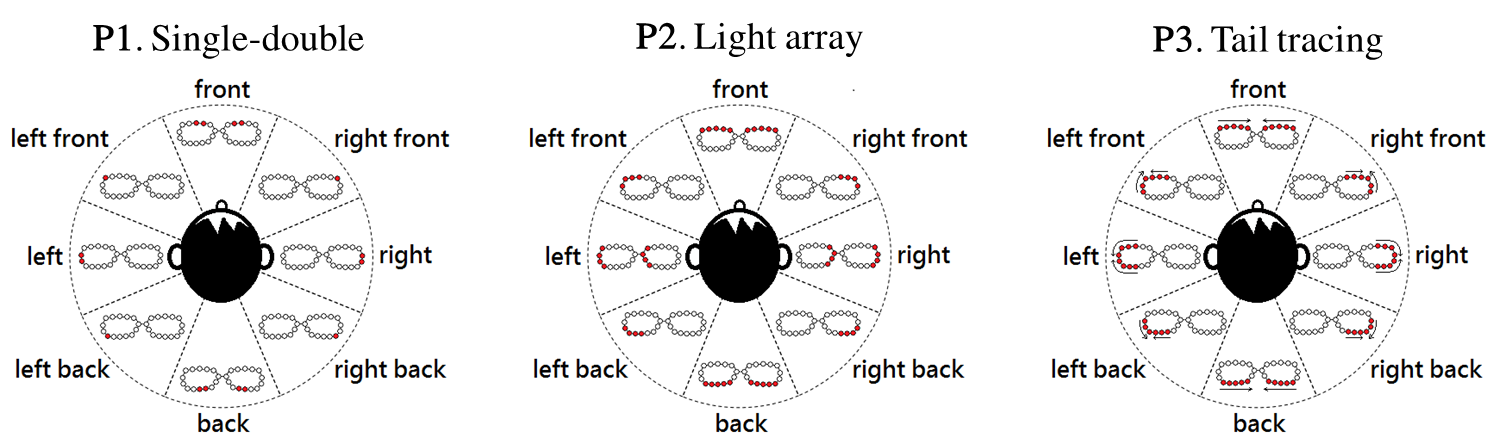 P1. Single-double
front
left front
right front
left
right
left back
right back
back
P2. Light array
front
left front
right front
left
right
left back
right back
back
P3. Tail tracing
front
left front
right front
left
right
left back
right back
back